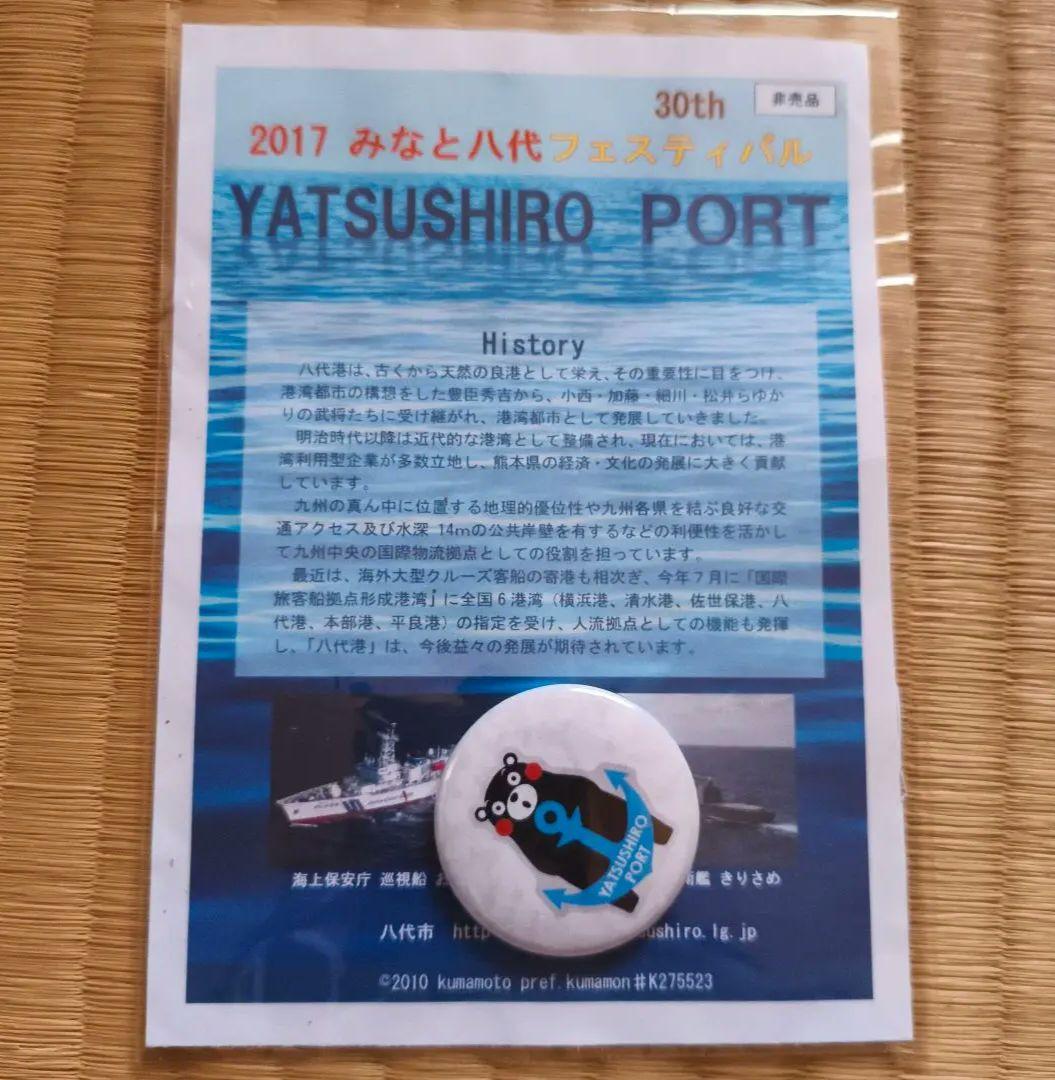 30th
非売品
2017 みなと八代フェスティバル
YATSUSHIRO PORT
History
八代港は、古くから天然の良港として栄え、その重要性に目をつけ、
港湾都市の構想をした豊臣秀吉から、小西・加藤・細川・松井らゆか
りの武将たちに受け継がれ、港湾都市として発展していきました。
明治時代以降は近代的な港湾として整備され、現在においては、港
湾利用型企業が多数立地し、熊本県の経済・文化の発展に大きく貢献
しています。
九州の真ん中に位置する地理的優位性や九州各県を結ぶ良好な交
通アクセス及び水深 14mの公共岸壁を有するなどの利便性を活かし
て九州中央の国際物流拠点としての役割を担っています。
最近は、海外大型クルーズ客船の寄港も相次ぎ、今年7月に「国際
旅客船拠点形成港湾」に全国6港湾（横浜港、清水港、佐世保港、八
代港、本部港、平良港）の指定を受け、人流拠点としての機能も発揮
し、「八代港」は、今後益々の発展が期待されています。
YATSUSHIRO
PORT
海上保安庁 巡視船 艦 きりさめ
八代市 http ushiro.lg.jp
©2010 kumamoto pref.kumamon#K275523